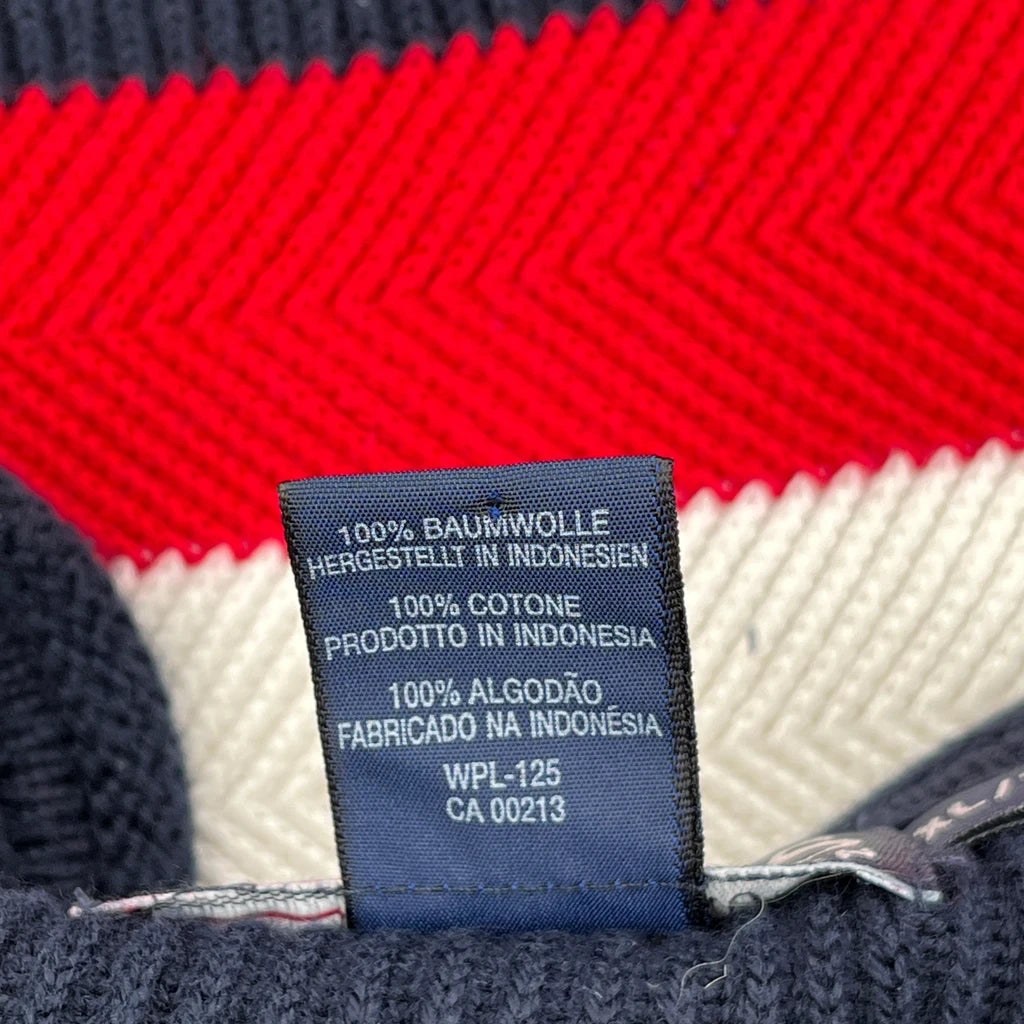 100% BAUMWOLLE
HERGESTELLT IN INDONESIEN
100% COTONE
PRODOTTO IN INDONESIA
100% ALGODÃO
FABRICADO NA INDONÉSIA
WPL-125
CA 00213
XL/T